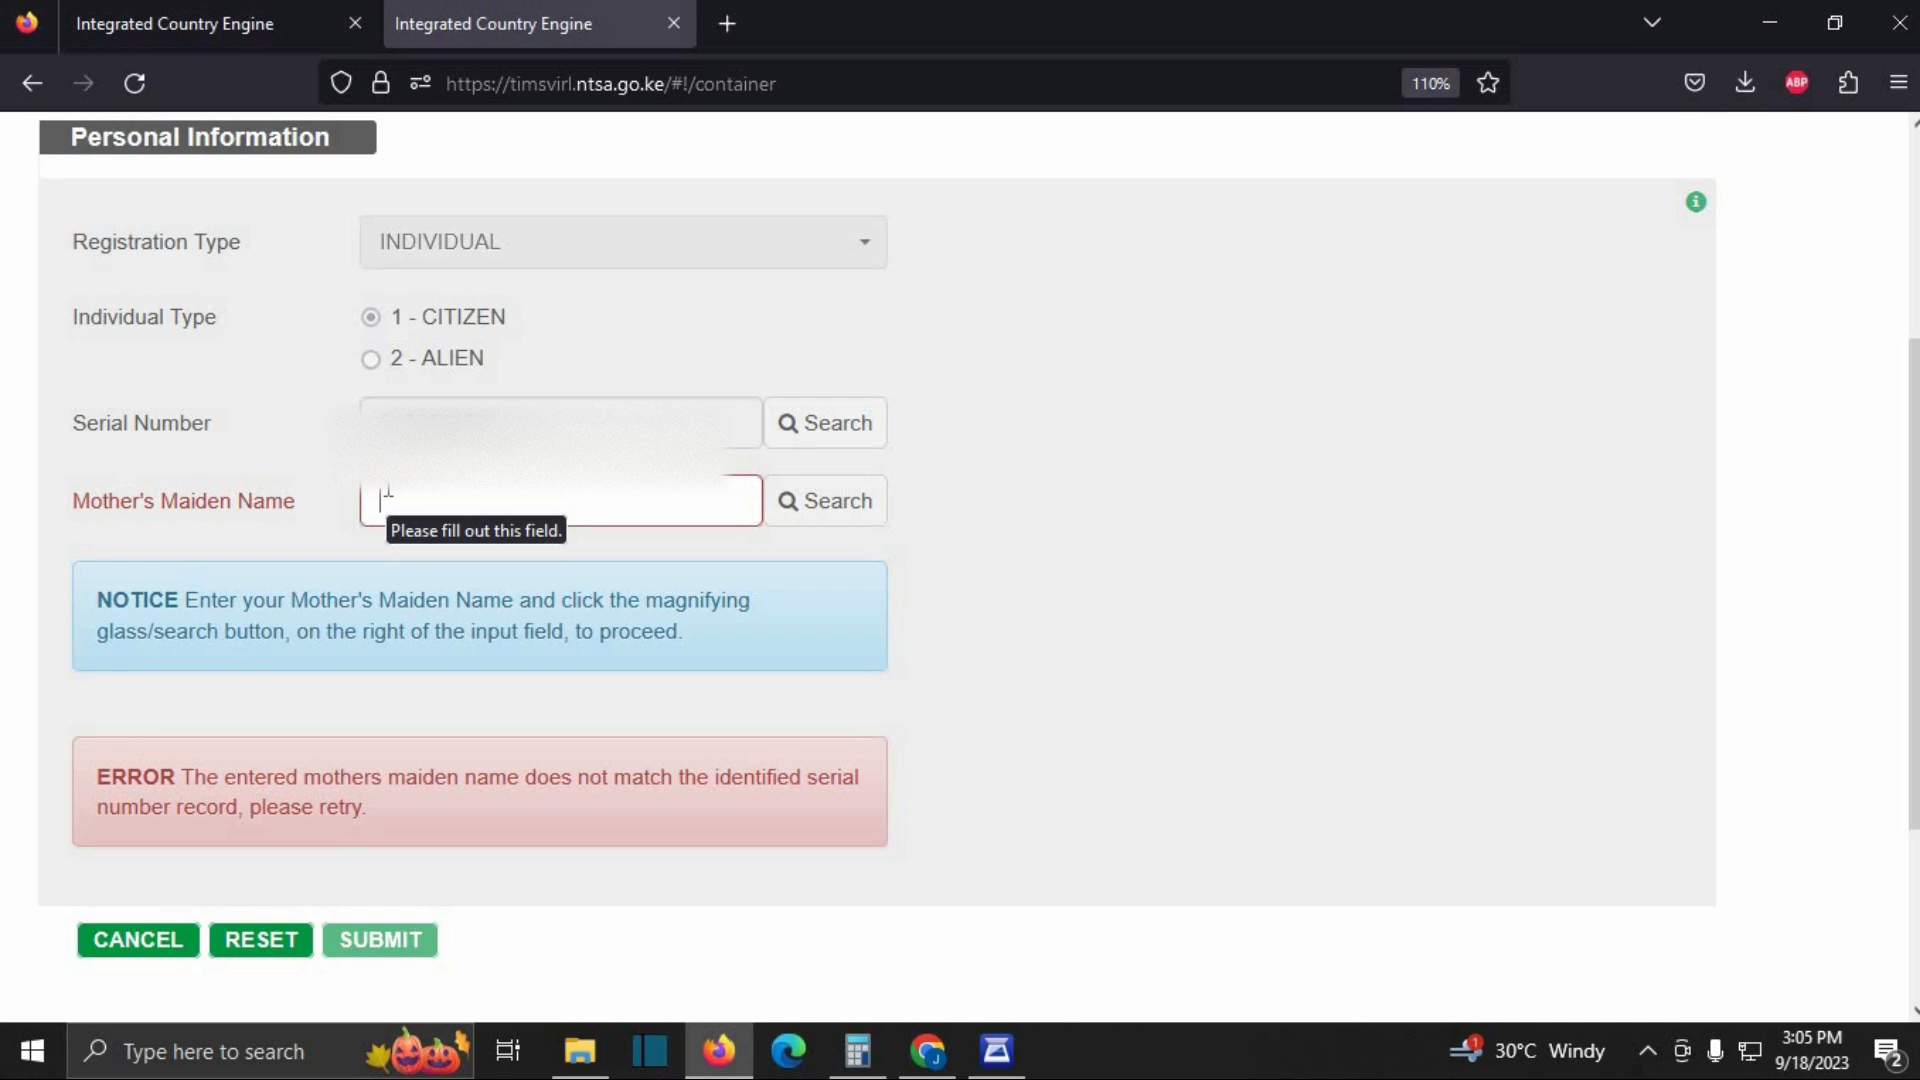 Integrated Country Engine
Integrated Country Engine
https://timsvirl.ntsa.go.ke/#!/container
110%
ABP
Personal Information
Registration Type
INDIVIDUAL
Individual Type
1 - CITIZEN
2 - ALIEN
Serial Number
Search
Mother's Maiden Name
Search
Please fill out this field.
NOTICE Enter your Mother's Maiden Name and click the magnifying
glass/search button, on the right of the input field, to proceed.
ERROR The entered mothers maiden name does not match the identified serial
number record, please retry.
CANCEL
RESET
SUBMIT
Type here to search
J
1
30°C Windy
3:05 PM
9/18/2023
2